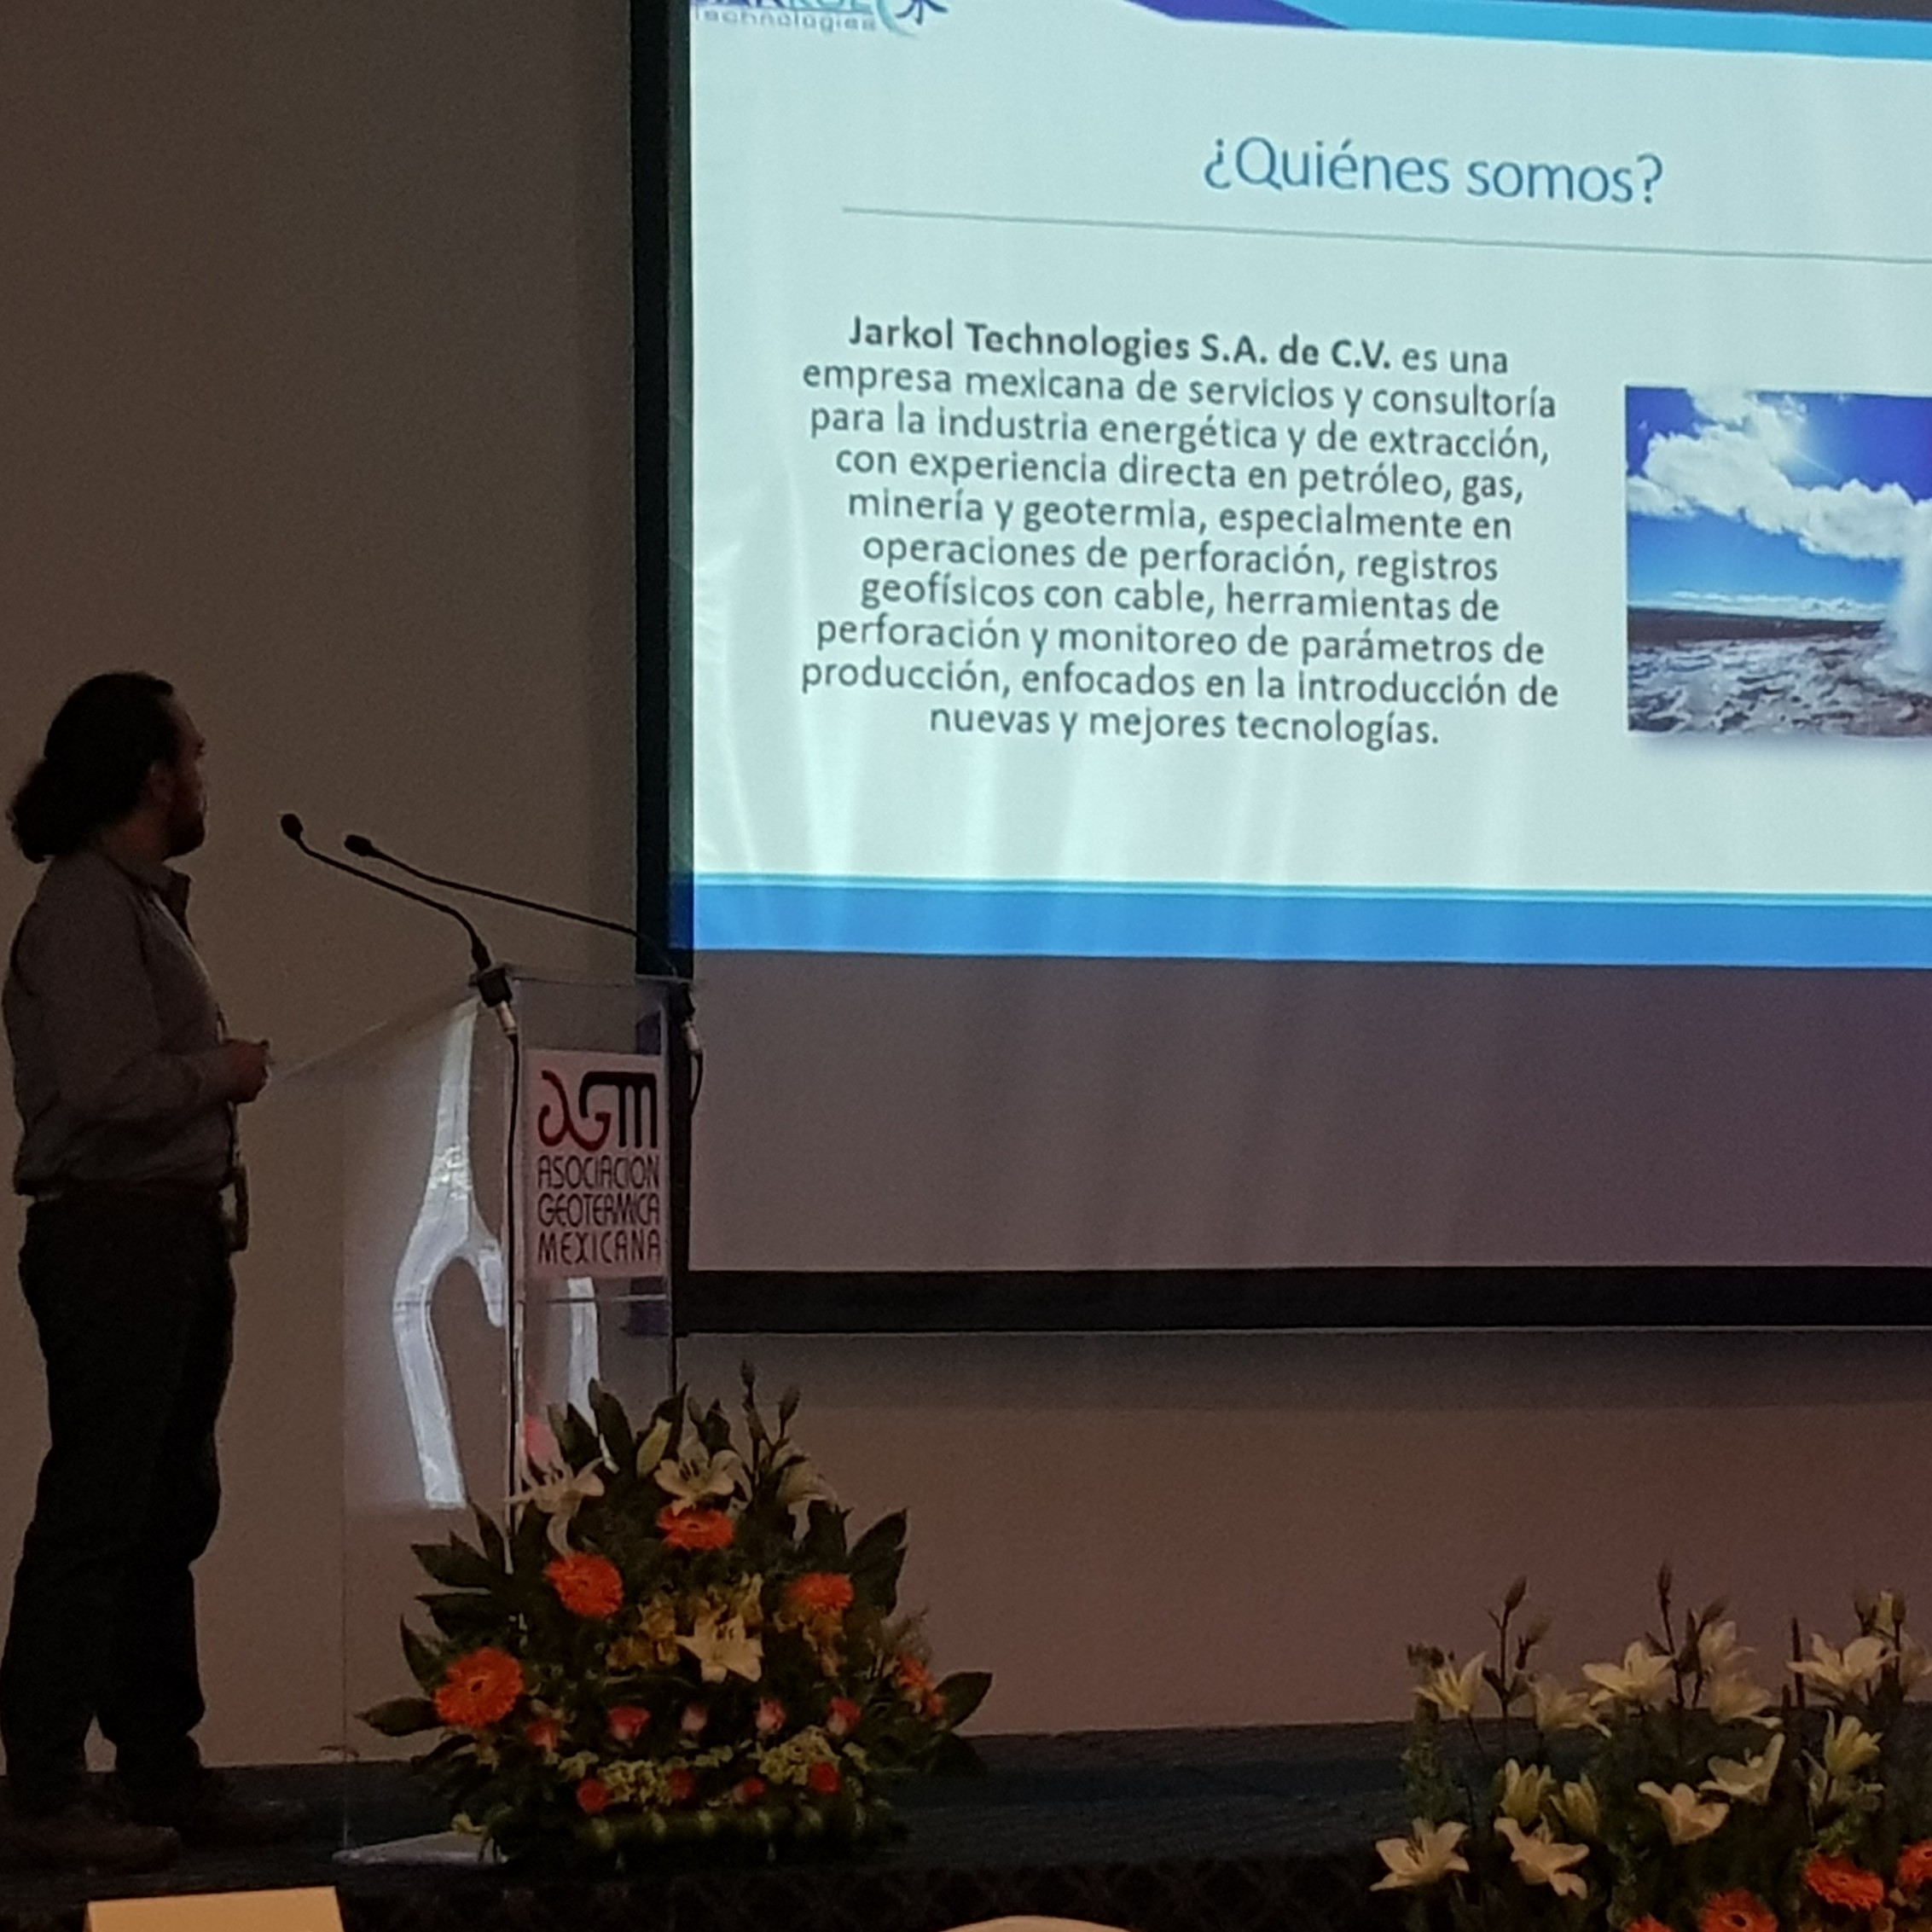 Technologies
¿Quiénes somos?
Jarkol Technologies S.A. de C.V. es una
empresa mexicana de servicios y consultoría
para la industria energética y de extracción,
con experiencia directa en petróleo, gas,
minería y geotermia, especialmente en
operaciones de perforación, registros
geofísicos con cable, herramientas de
perforación y monitoreo de parámetros de
producción, enfocados en la introducción de
nuevas y mejores tecnologías.
AGM
ASOCIACION
GEOTERMICA
MEXICANA